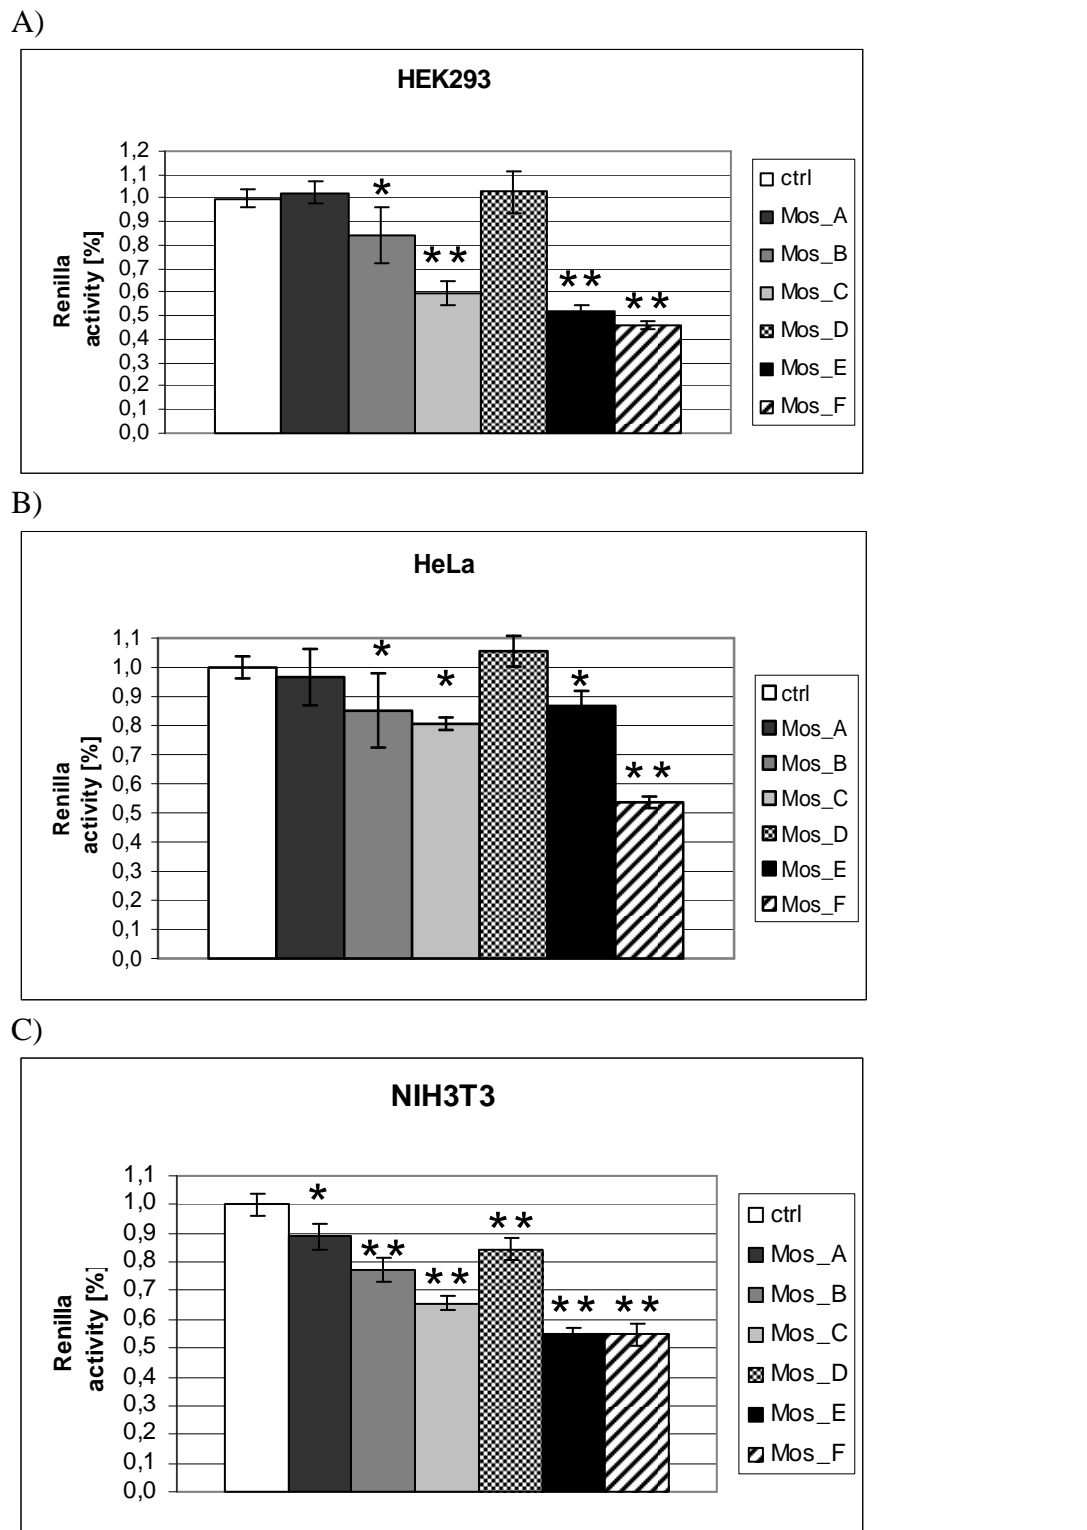 A)
HEK293
Renilla
activity [%]
1,2
1,1
1,0
0,9
0,8
0,7
0,6
0,5
0,4
0,3
0,2
0,1
0,0
*
**
**
**
ctrl
Mos_A
Mos_B
Mos_C
Mos_D
Mos_E
Mos_F
B)
HeLa
Renilla
activity [%]
1,1
1,0
0,9
0,8
0,7
0,6
0,5
0,4
0,3
0,2
0,1
0,0
*
*
*
**
ctrl
Mos_A
Mos_B
Mos_C
Mos_D
Mos_E
Mos_F
C)
NIH3T3
Renilla
activity [%]
1,1
1,0
0,9
0,8
0,7
0,6
0,5
0,4
0,3
0,2
0,1
0,0
*
**
**
**
**
**
ctrl
Mos_A
Mos_B
Mos_C
Mos_D
Mos_E
Mos_F